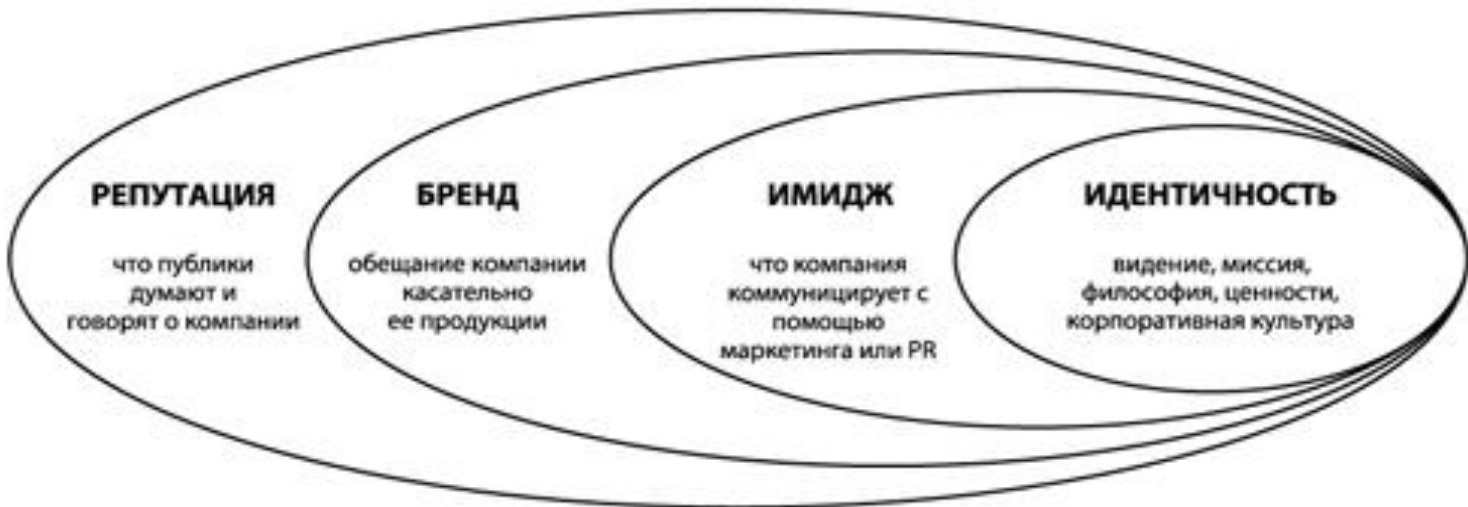 РЕПУТАЦИЯ
что публики
думают и
говорят о компании
БРЕНД
обещание компании
касательно
ее продукции
ИМИДЖ
что компания
коммуницирует с
помощью
маркетинга или PR
ИДЕНТИЧНОСТЬ
видение, миссия,
философия, ценности,
корпоративная культура